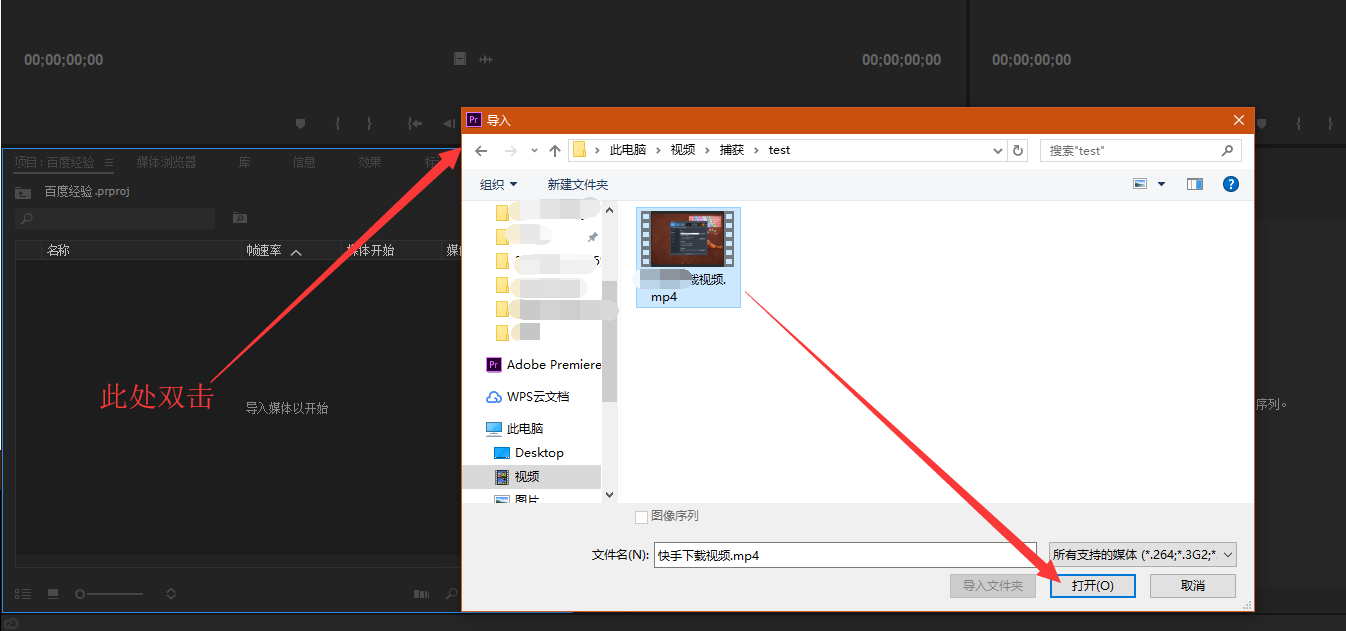 00;00;00;00
00;00;00;00
00;00;00;00
Pr 导入
项目:百度经验
媒体浏览器
库
信息
效果
标
此电脑 › 视频 › 捕获 › test
搜索"test"
百度经验.prproj
组织
新建文件夹
?
名称
帧速率
媒体开始
载视频.
mp4
Pr Adobe Premiere
此处双击
WPS云文档
导入媒体以开始
序列。
此电脑
Desktop
视频
图片
图像序列
文件名(N):
快手下载视频.mp4
所有支持的媒体 (*.264;*.3G2;*
导入文件夹
打开(O)
取消